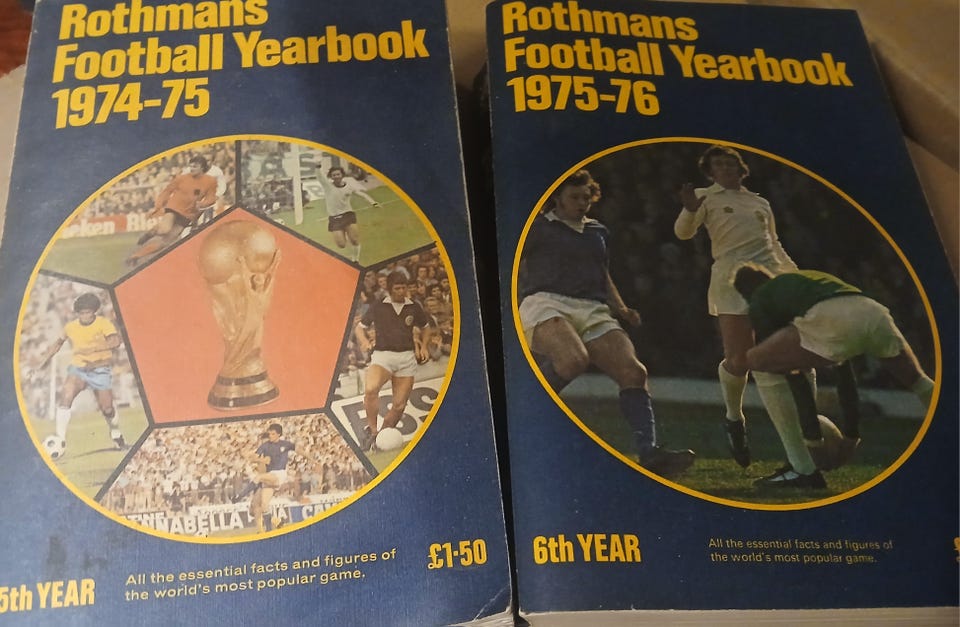 Rothmans
Football Yearbook
1974-75
5th YEAR
All the essential facts and figures of
the world's most popular game.
£1·50
Rothmans
Football Yearbook
1975-76
6th YEAR
All the essential facts and figures of
the world's most popular game.